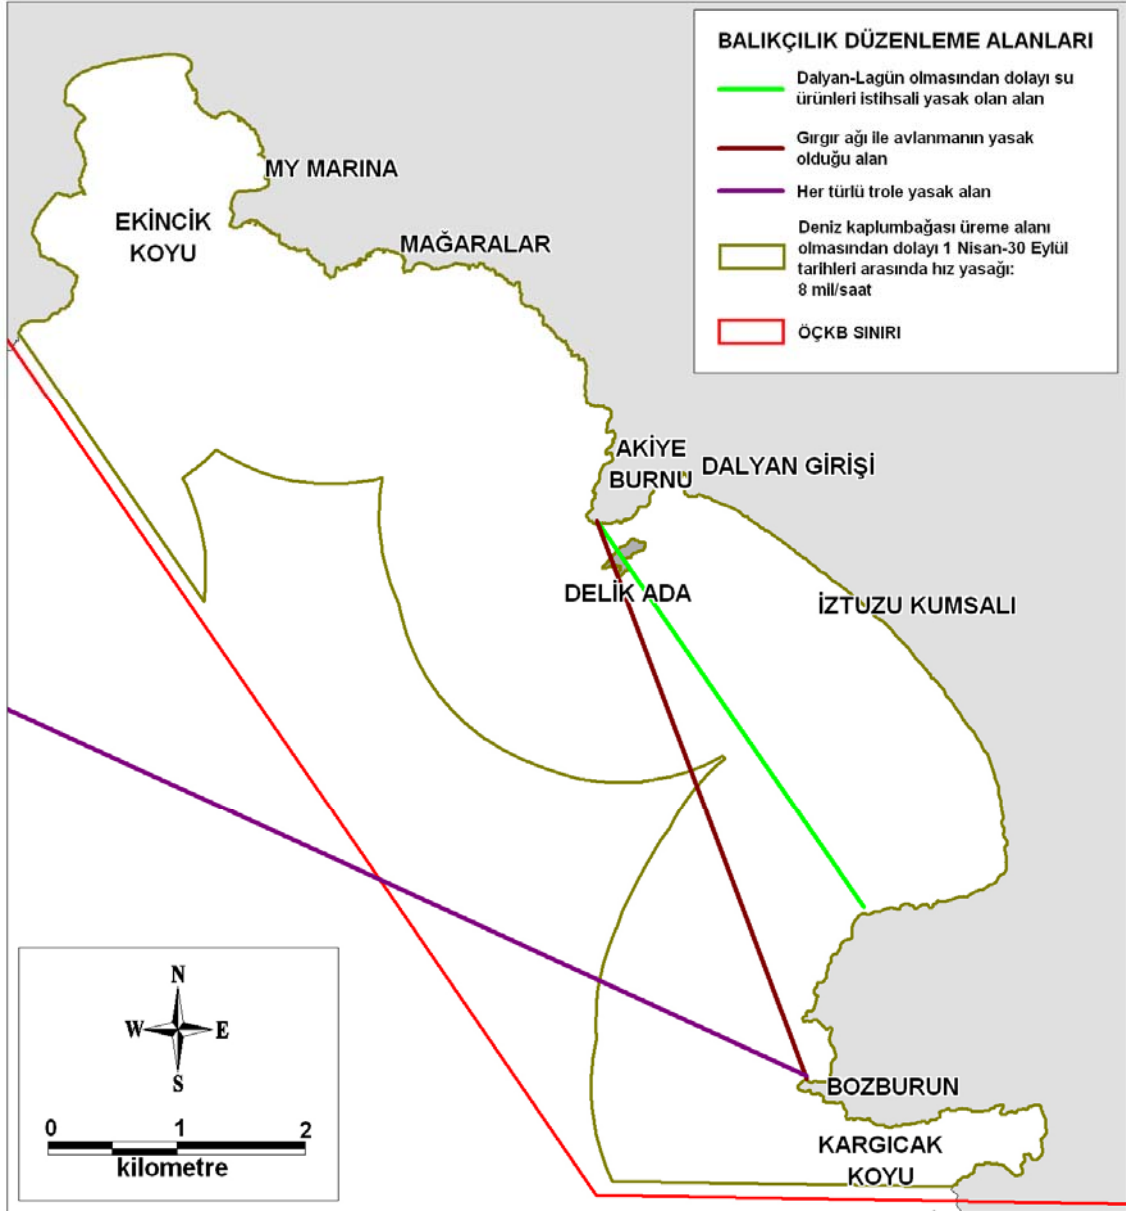 BALIKÇILIK DÜZENLEME ALANLARI
Dalyan-Lagün olmasından dolayı su
ürünleri istihsali yasak olan alan
Gırgır ağı ile avlanmanın yasak
olduğu alan
Her türlü trole yasak alan
Deniz kaplumbağası üreme alanı
olmasından dolayı 1 Nisan-30 Eylül
tarihleri arasında hız yasağı:
8 mil/saat
ÖÇKB SINIRI
MY MARINA
EKİNCİK
KOYU
MAĞARALAR
AKİYE
BURNU
DALYAN GİRİŞİ
DELİK ADA
İZTUZU KUMSALI
BOZBURUN
KARGICAK
KOYU
N
W E
S
0 1 2
kilometre